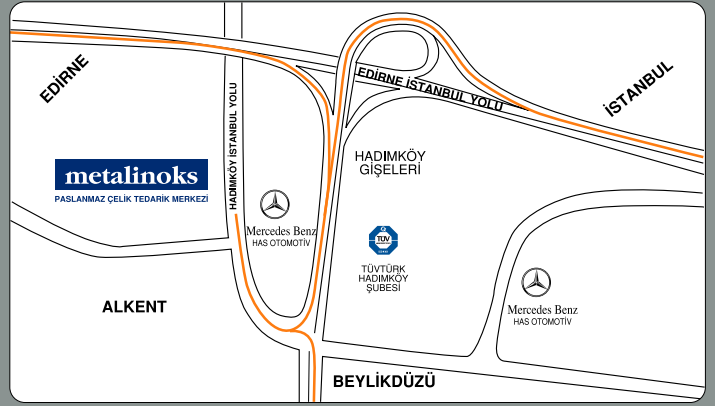 EDİRNE
EDİRNE İSTANBUL YOLU
İSTANBUL
HADIMKÖY İSTANBUL YOLU
metalinoks
PASLANMAZ ÇELİK TEDARİK MERKEZİ
HADIMKÖY
GİŞELERİ
Mercedes Benz
HAS OTOMOTİV
TÜV
TÜVTÜRK
HADIMKÖY
ŞUBESİ
Mercedes Benz
HAS OTOMOTİV
ALKENT
BEYLİKDÜZÜ